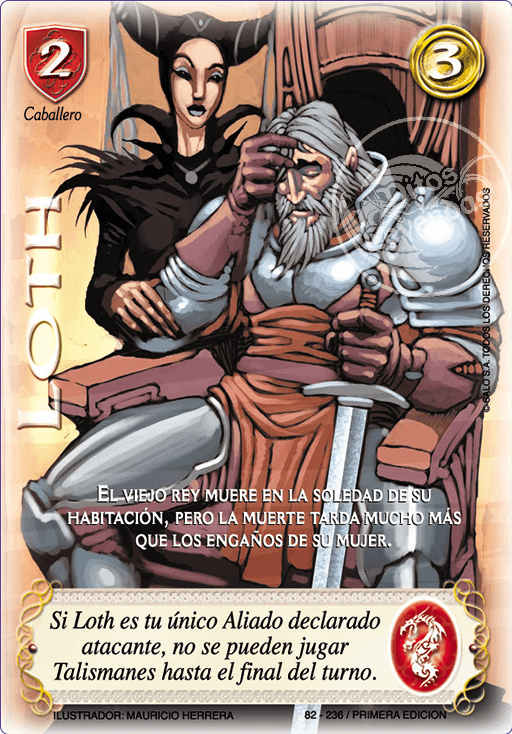 2
3
Caballero
LOTH
mitos
© SALO S.A. TODOS LOS DERECHOS RESERVADOS
EL VIEJO REY MUERE EN LA SOLEDAD DE SU
HABITACIÓN, PERO LA MUERTE TARDA MUCHO MÁS
QUE LOS ENGAÑOS DE SU MUJER.
Si Loth es tu único Aliado declarado
atacante, no se pueden jugar
Talismanes hasta el final del turno.
ILUSTRADOR: MAURICIO HERRERA
82 - 236 / PRIMERA EDICION